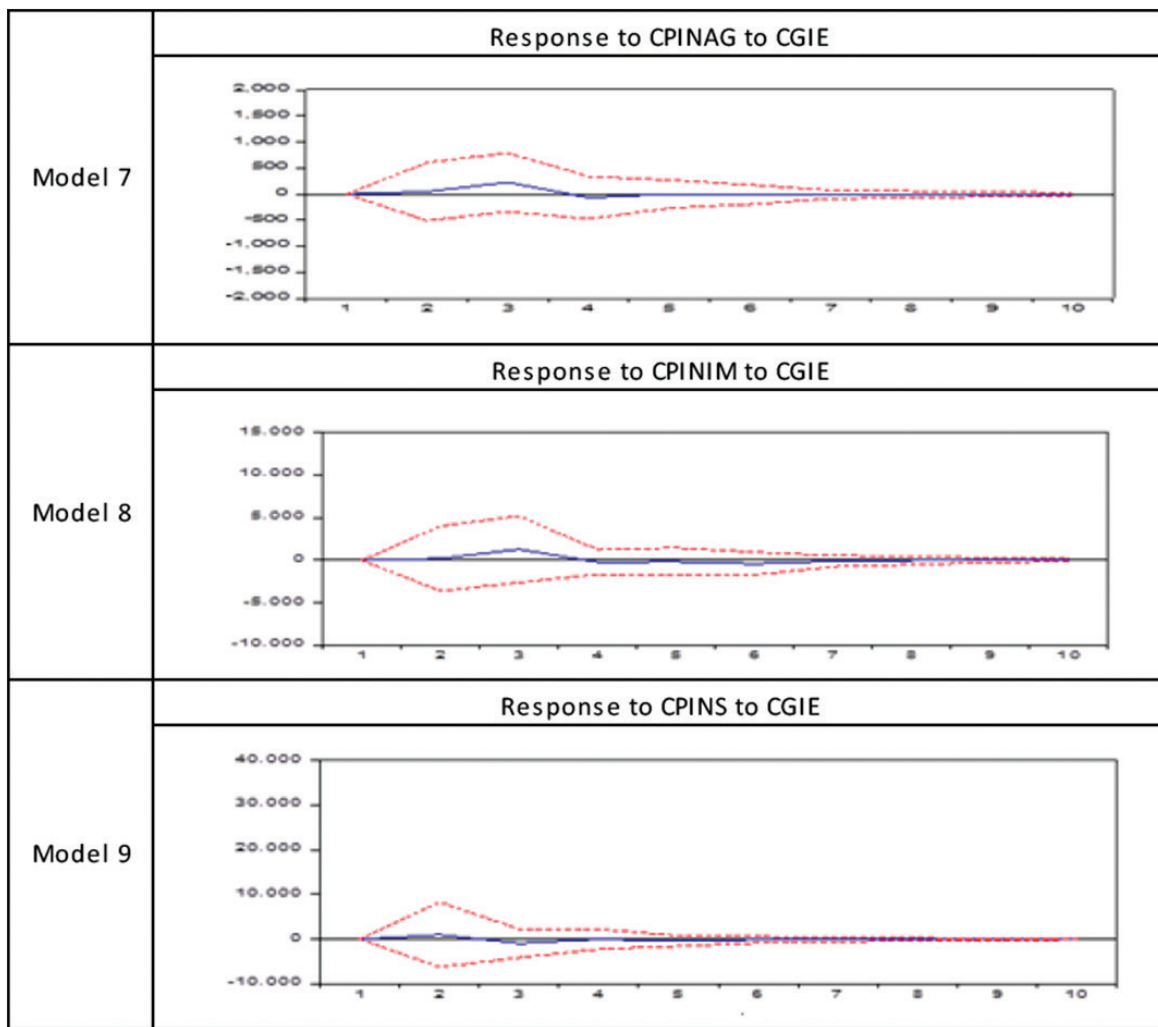 Response to CPINAG to CGIE
Model 7
2,000
1,500
1,000
500
0
-500
-1,000
-1,500
-2,000
1 2 3 4 5 6 7 8 9 10
Response to CPINIM to CGIE
Model 8
15.000
10.000
5.000
0
-5.000
-10.000
1 2 3 4 5 6 7 8 9 10
Response to CPINS to CGIE
Model 9
40.000
30.000
20.000
10.000
0
-10.000
1 2 3 4 5 6 7 8 9 10